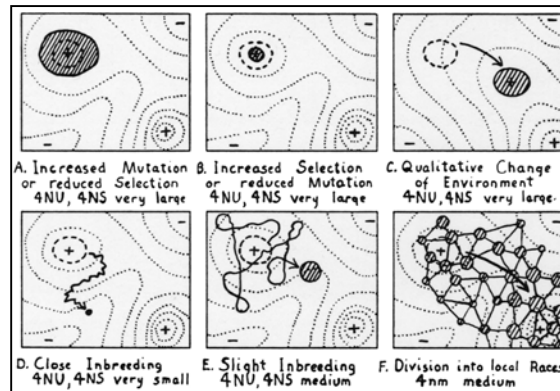 A. Increased Mutation
or reduced Selection
4NU, 4NS very large
B. Increased Selection
or reduced Mutation
4NU, 4NS very large
C. Qualitative Change
of Environment
4NU, 4NS very large.
D. Close Inbreeding
4NU, 4NS very small
E. Slight Inbreeding
4NU, 4NS medium
F. Division into local Races
4nm medium